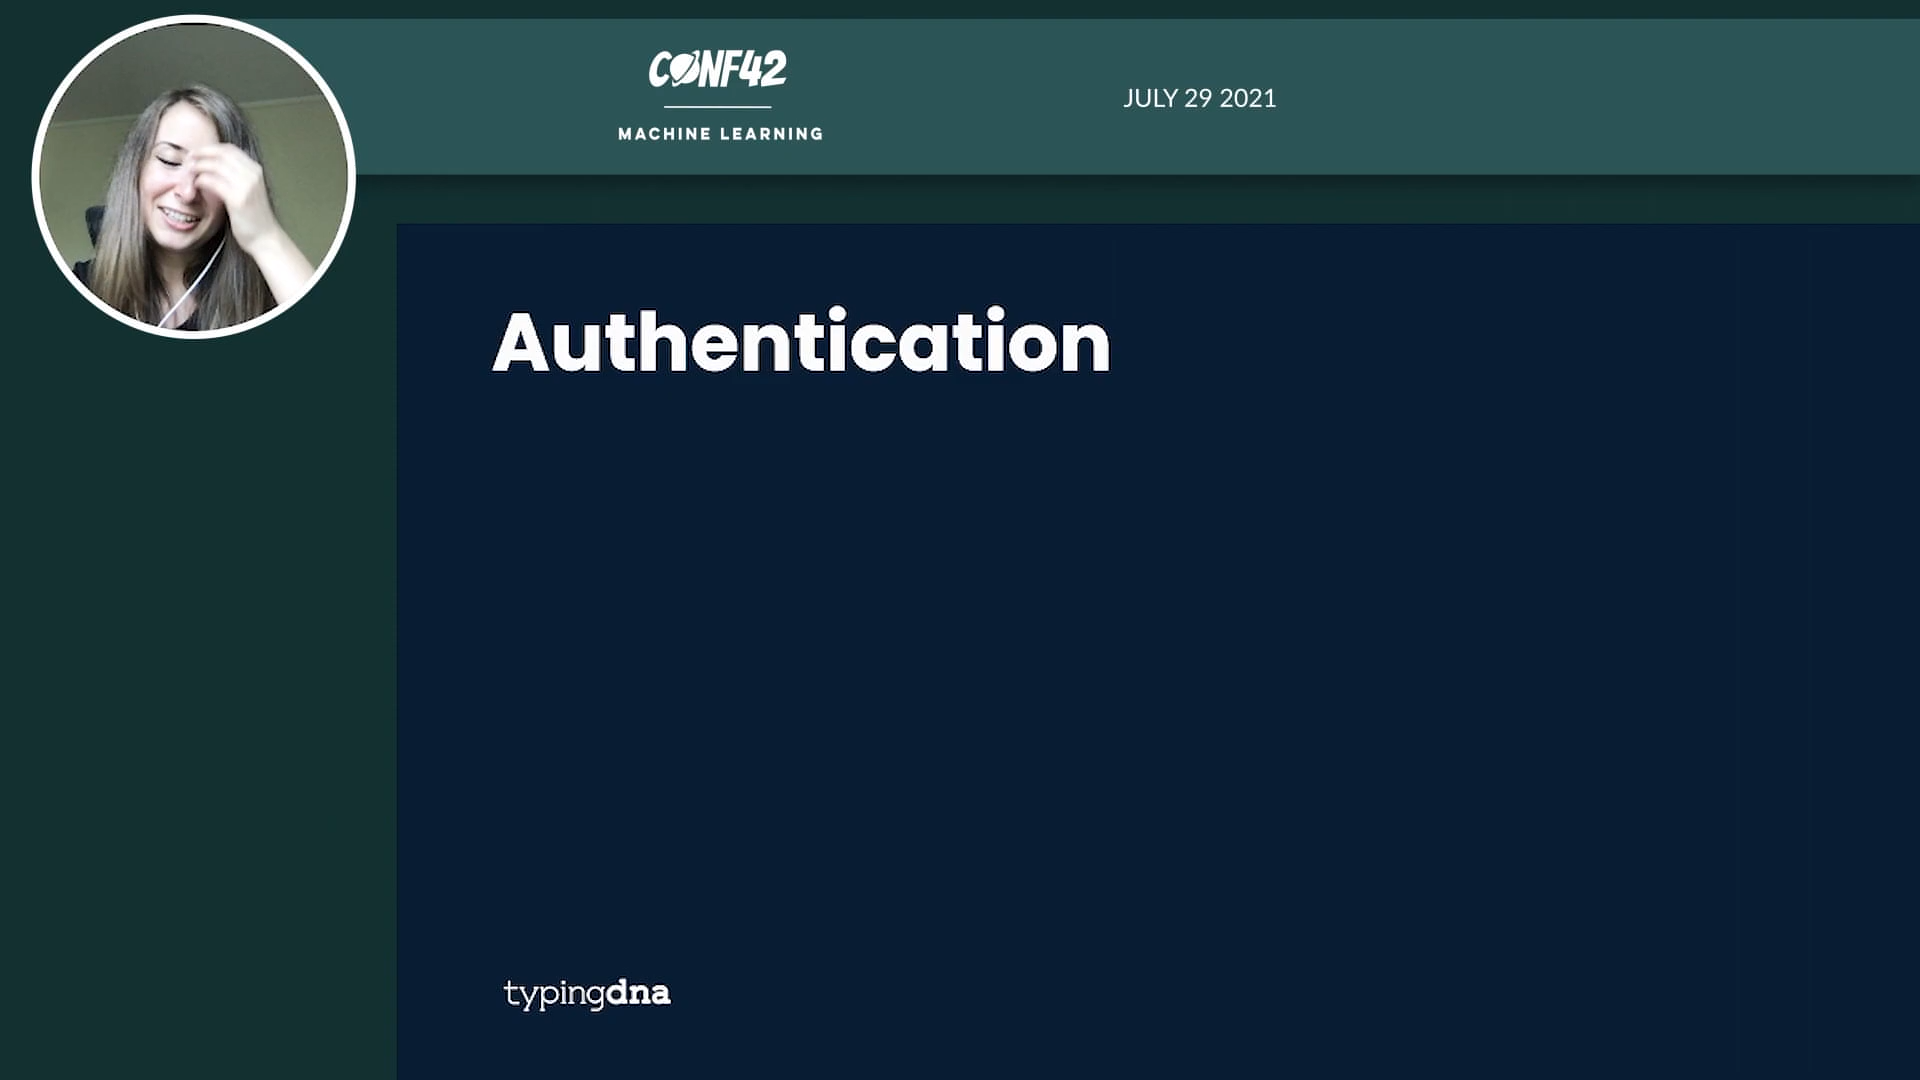 CONF42
MACHINE LEARNING
JULY 29 2021
Authentication
typingdna